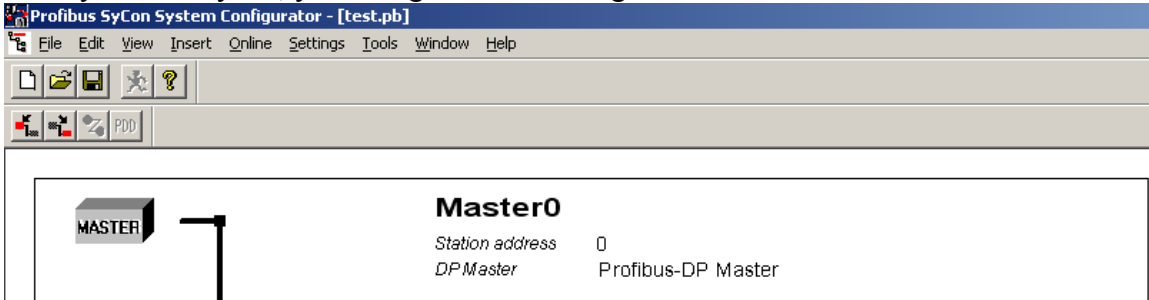 Profibus SyCon System Configurator - [test.pb]
File Edit View Insert Online Settings Tools Window Help
PDD
MASTER
Master0
Station address 0
DP Master Profibus-DP Master